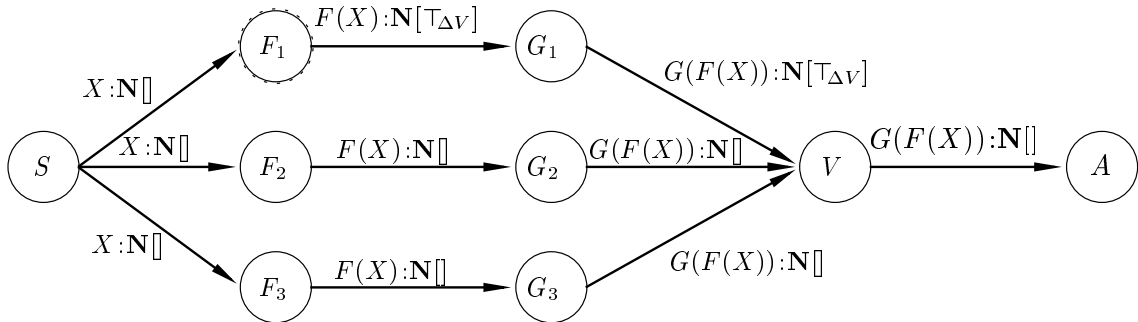 F₁
F(X):N[⊤ΔV]
G₁
X:N[]
G(F(X)):N[⊤ΔV]
S
X:N[]
F₂
F(X):N[]
G₂
G(F(X)):N[]
V
G(F(X)):N[]
A
X:N[]
F₃
F(X):N[]
G₃
G(F(X)):N[]